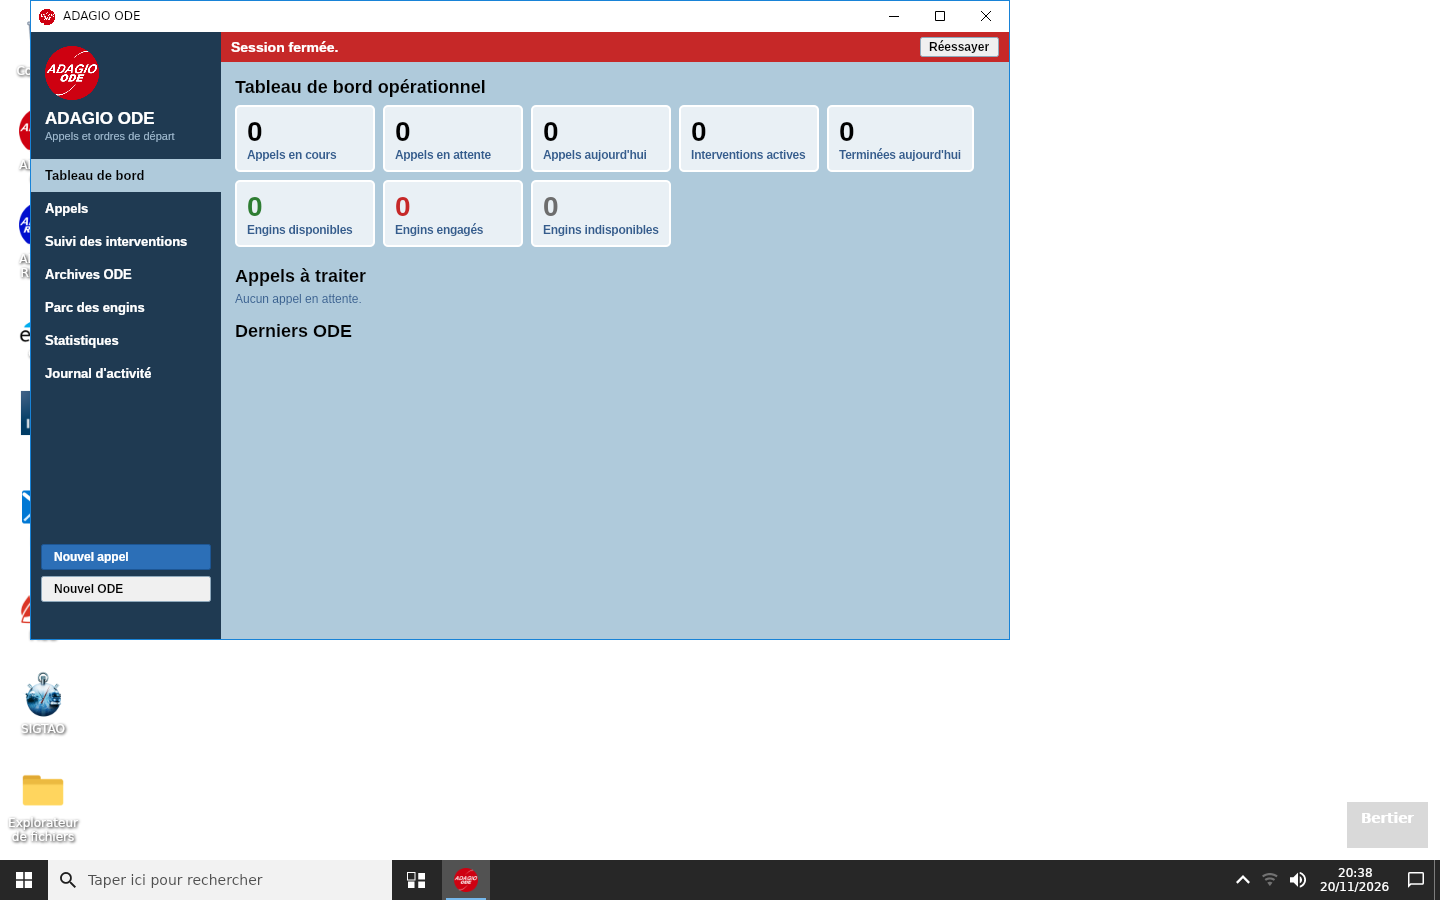 ADAGIO ODE
Session fermée.
Réessayer
ADAGIO
ODE
ADAGIO ODE
Appels et ordres de départ
Tableau de bord
Appels
Suivi des interventions
Archives ODE
Parc des engins
Statistiques
Journal d'activité
Nouvel appel
Nouvel ODE
Tableau de bord opérationnel
0
Appels en cours
0
Appels en attente
0
Appels aujourd'hui
0
Interventions actives
0
Terminées aujourd'hui
0
Engins disponibles
0
Engins engagés
0
Engins indisponibles
Appels à traiter
Aucun appel en attente.
Derniers ODE
SIGTAO
Explorateur
de fichiers
Bertier
Taper ici pour rechercher
ADAGIO
ODE
20:38
20/11/2026